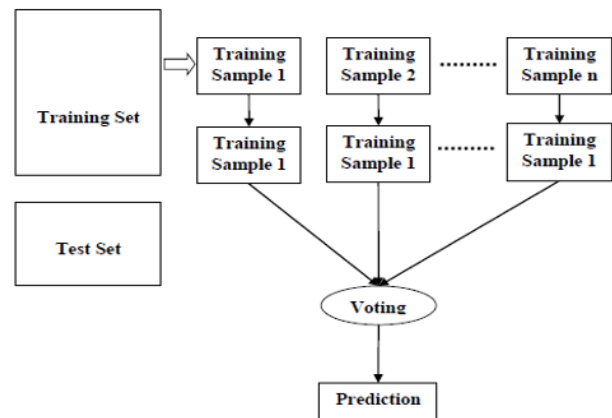 Training Set
Training
Sample 1
Training
Sample 2
Training
Sample n
Training
Sample 1
Training
Sample 1
Training
Sample 1
Test Set
Voting
Prediction